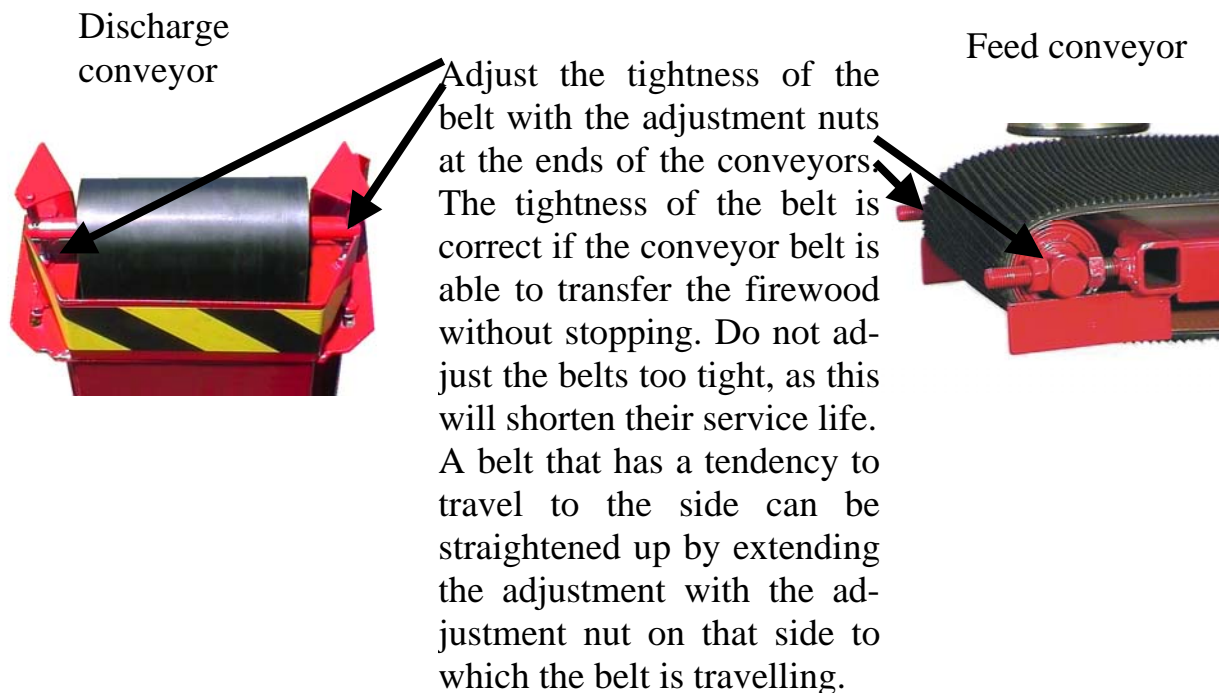 Discharge
conveyor
Adjust the tightness of the
belt with the adjustment nuts
at the ends of the conveyors.
The tightness of the belt is
correct if the conveyor belt is
able to transfer the firewood
without stopping. Do not ad-
just the belts too tight, as this
will shorten their service life.
A belt that has a tendency to
travel to the side can be
straightened up by extending
the adjustment with the ad-
justment nut on that side to
which the belt is travelling.
Feed conveyor